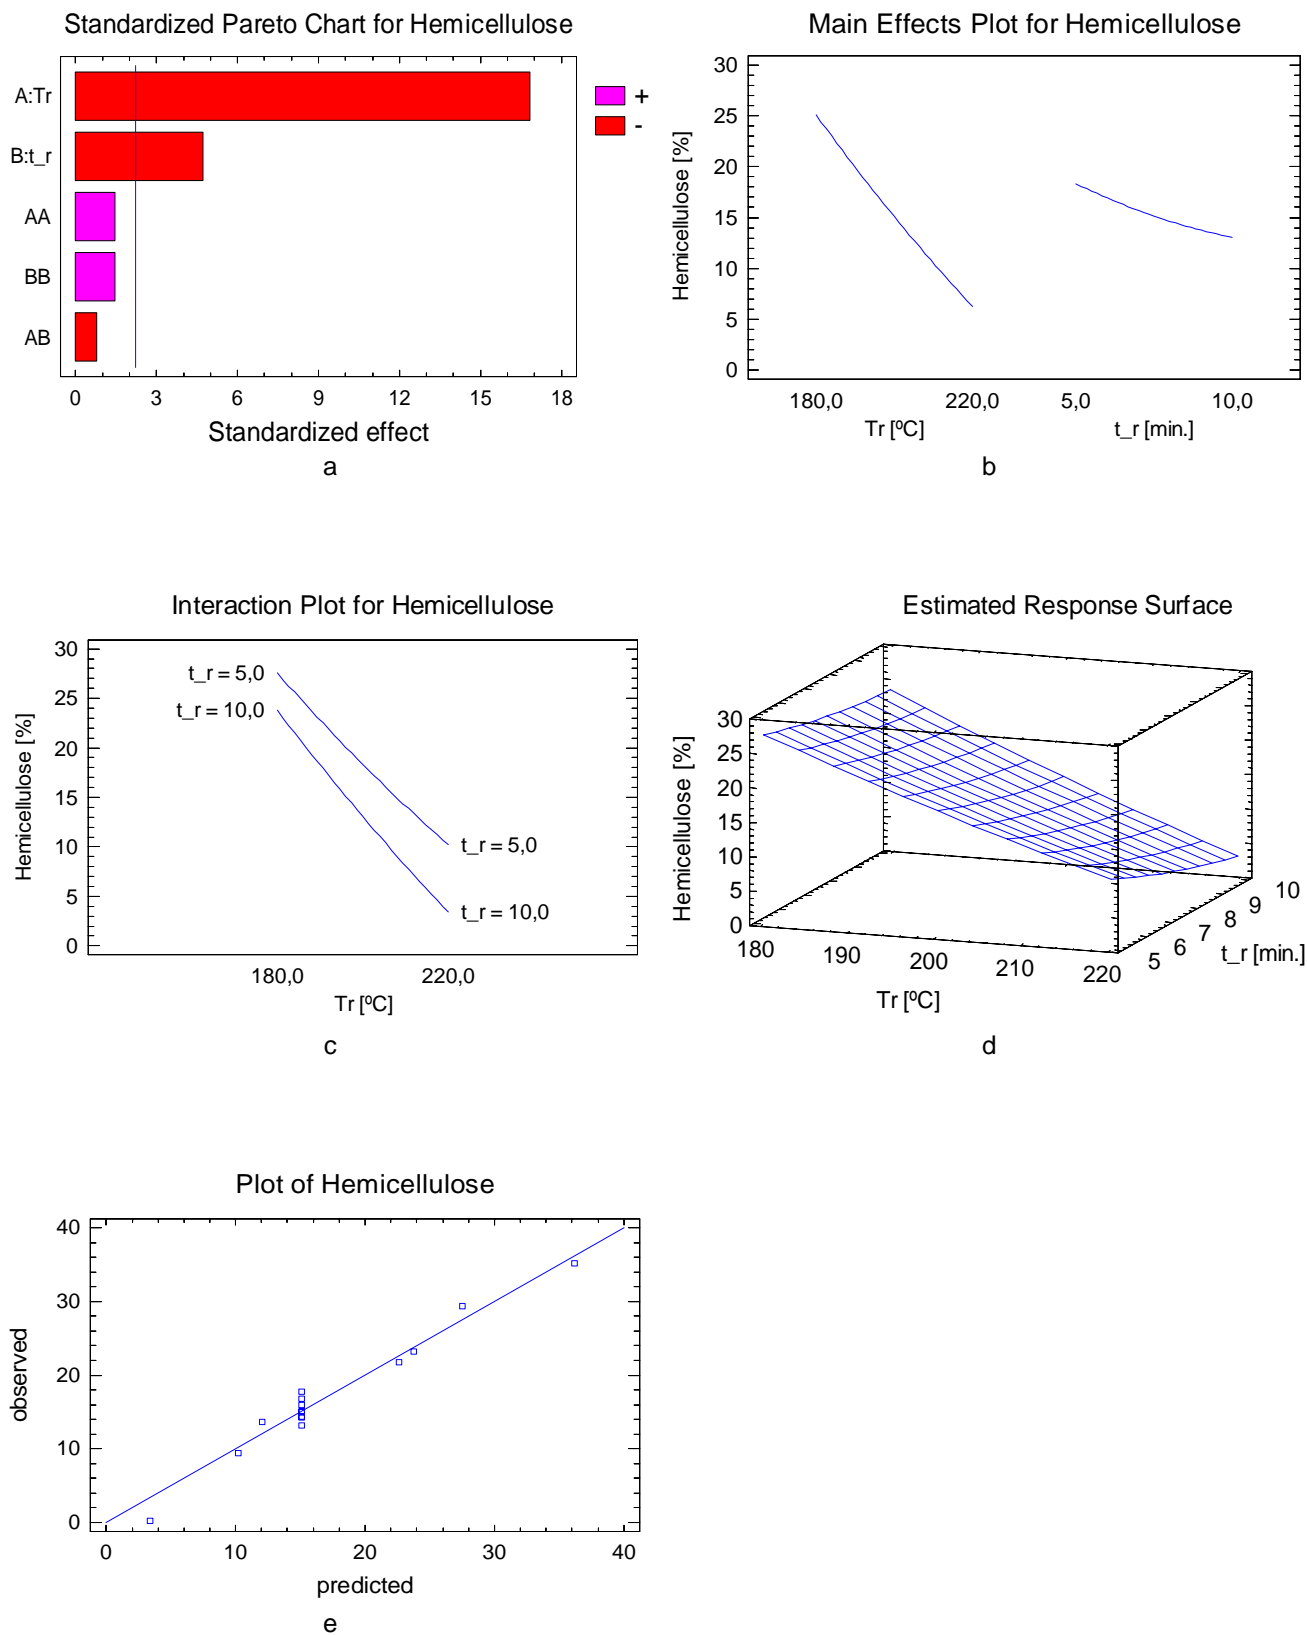 Standardized Pareto Chart for Hemicellulose
A:Tr
B:t_r
AA
BB
AB
+
-
0 3 6 9 12 15 18
Standardized effect
a
Main Effects Plot for Hemicellulose
Hemicellulose [%]
30
25
20
15
10
5
0
180,0 220,0 5,0 10,0
Tr [ºC] t_r [min.]
b
Interaction Plot for Hemicellulose
Hemicellulose [%]
30
25
20
15
10
5
0
t_r = 5,0
t_r = 10,0
t_r = 5,0
t_r = 10,0
180,0 220,0
Tr [ºC]
c
Estimated Response Surface
Hemicellulose [%]
30
25
20
15
10
5
0
180 190 200 210 220
Tr [ºC]
5 6 7 8 9 10
t_r [min.]
d
Plot of Hemicellulose
observed
40
30
20
10
0
0 10 20 30 40
predicted
e